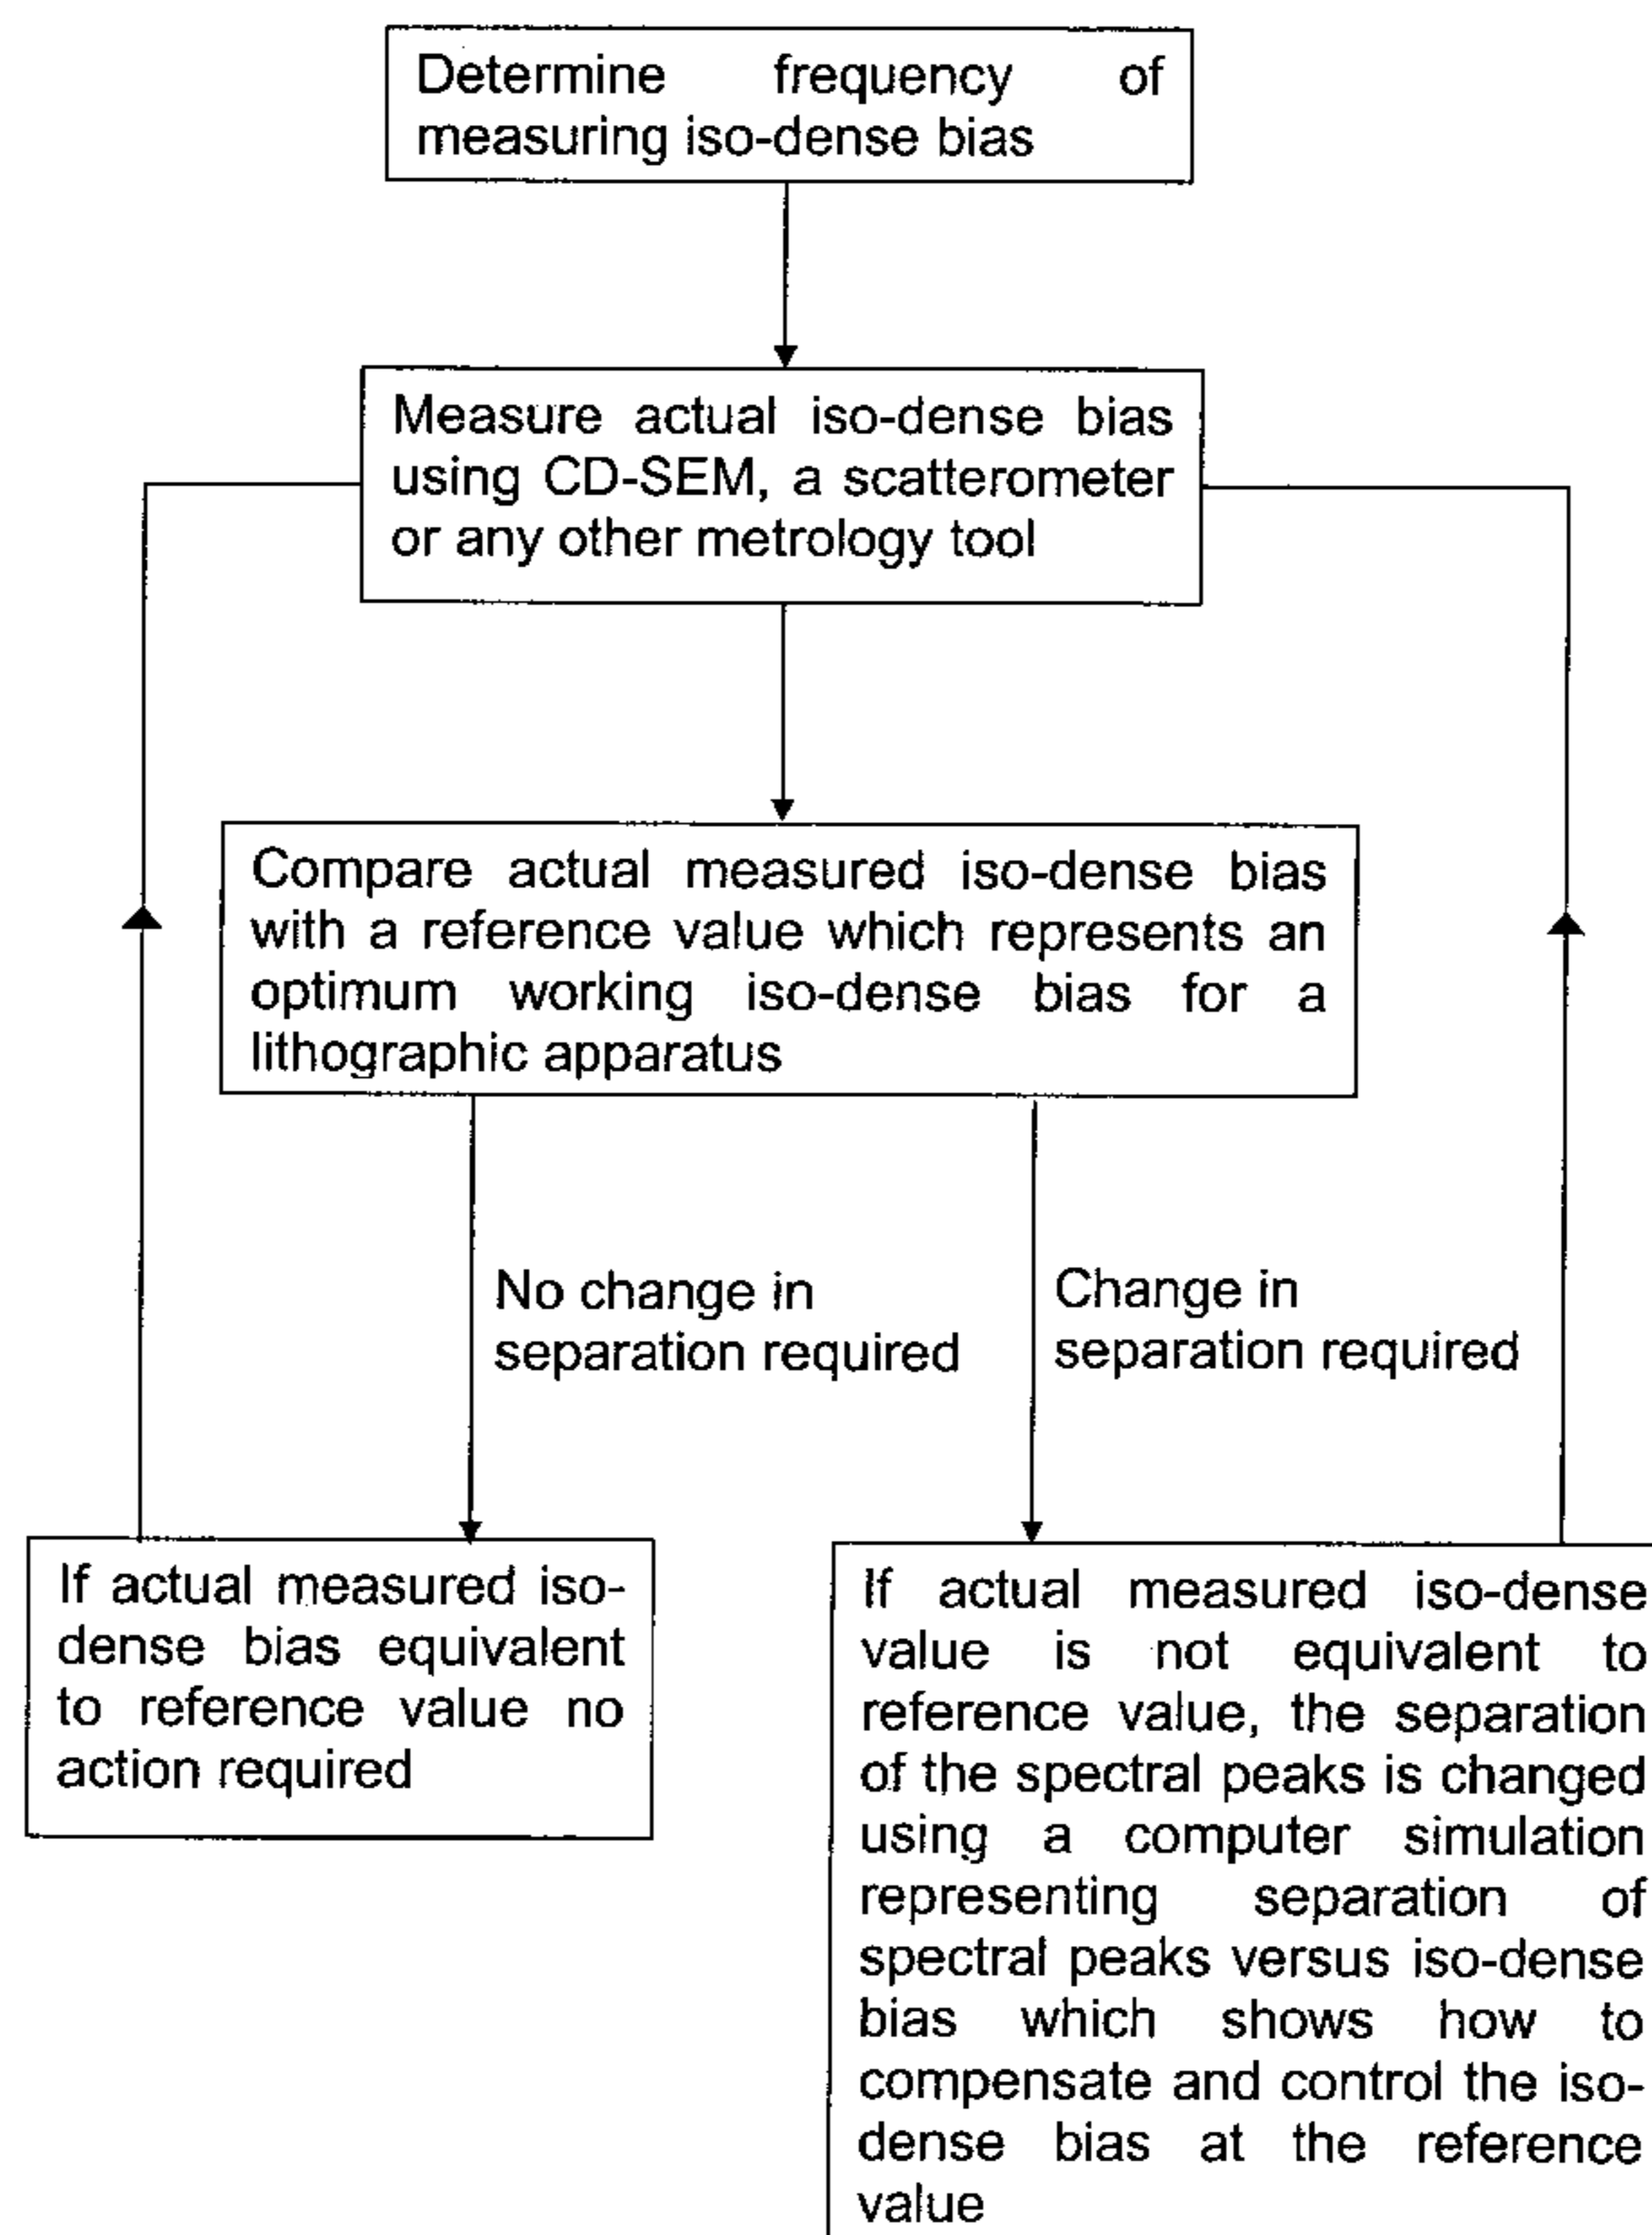 Determine frequency of
measuring iso-dense bias
Measure actual iso-dense bias
using CD-SEM, a scatterometer
or any other metrology tool
Compare actual measured iso-dense bias
with a reference value which represents an
optimum working iso-dense bias for a
lithographic apparatus
No change in
separation required
Change in
separation required
If actual measured iso-
dense bias equivalent
to reference value no
action required
If actual measured iso-dense
value is not equivalent to
reference value, the separation
of the spectral peaks is changed
using a computer simulation
representing separation of
spectral peaks versus iso-dense
bias which shows how to
compensate and control the iso-
dense bias at the reference
value